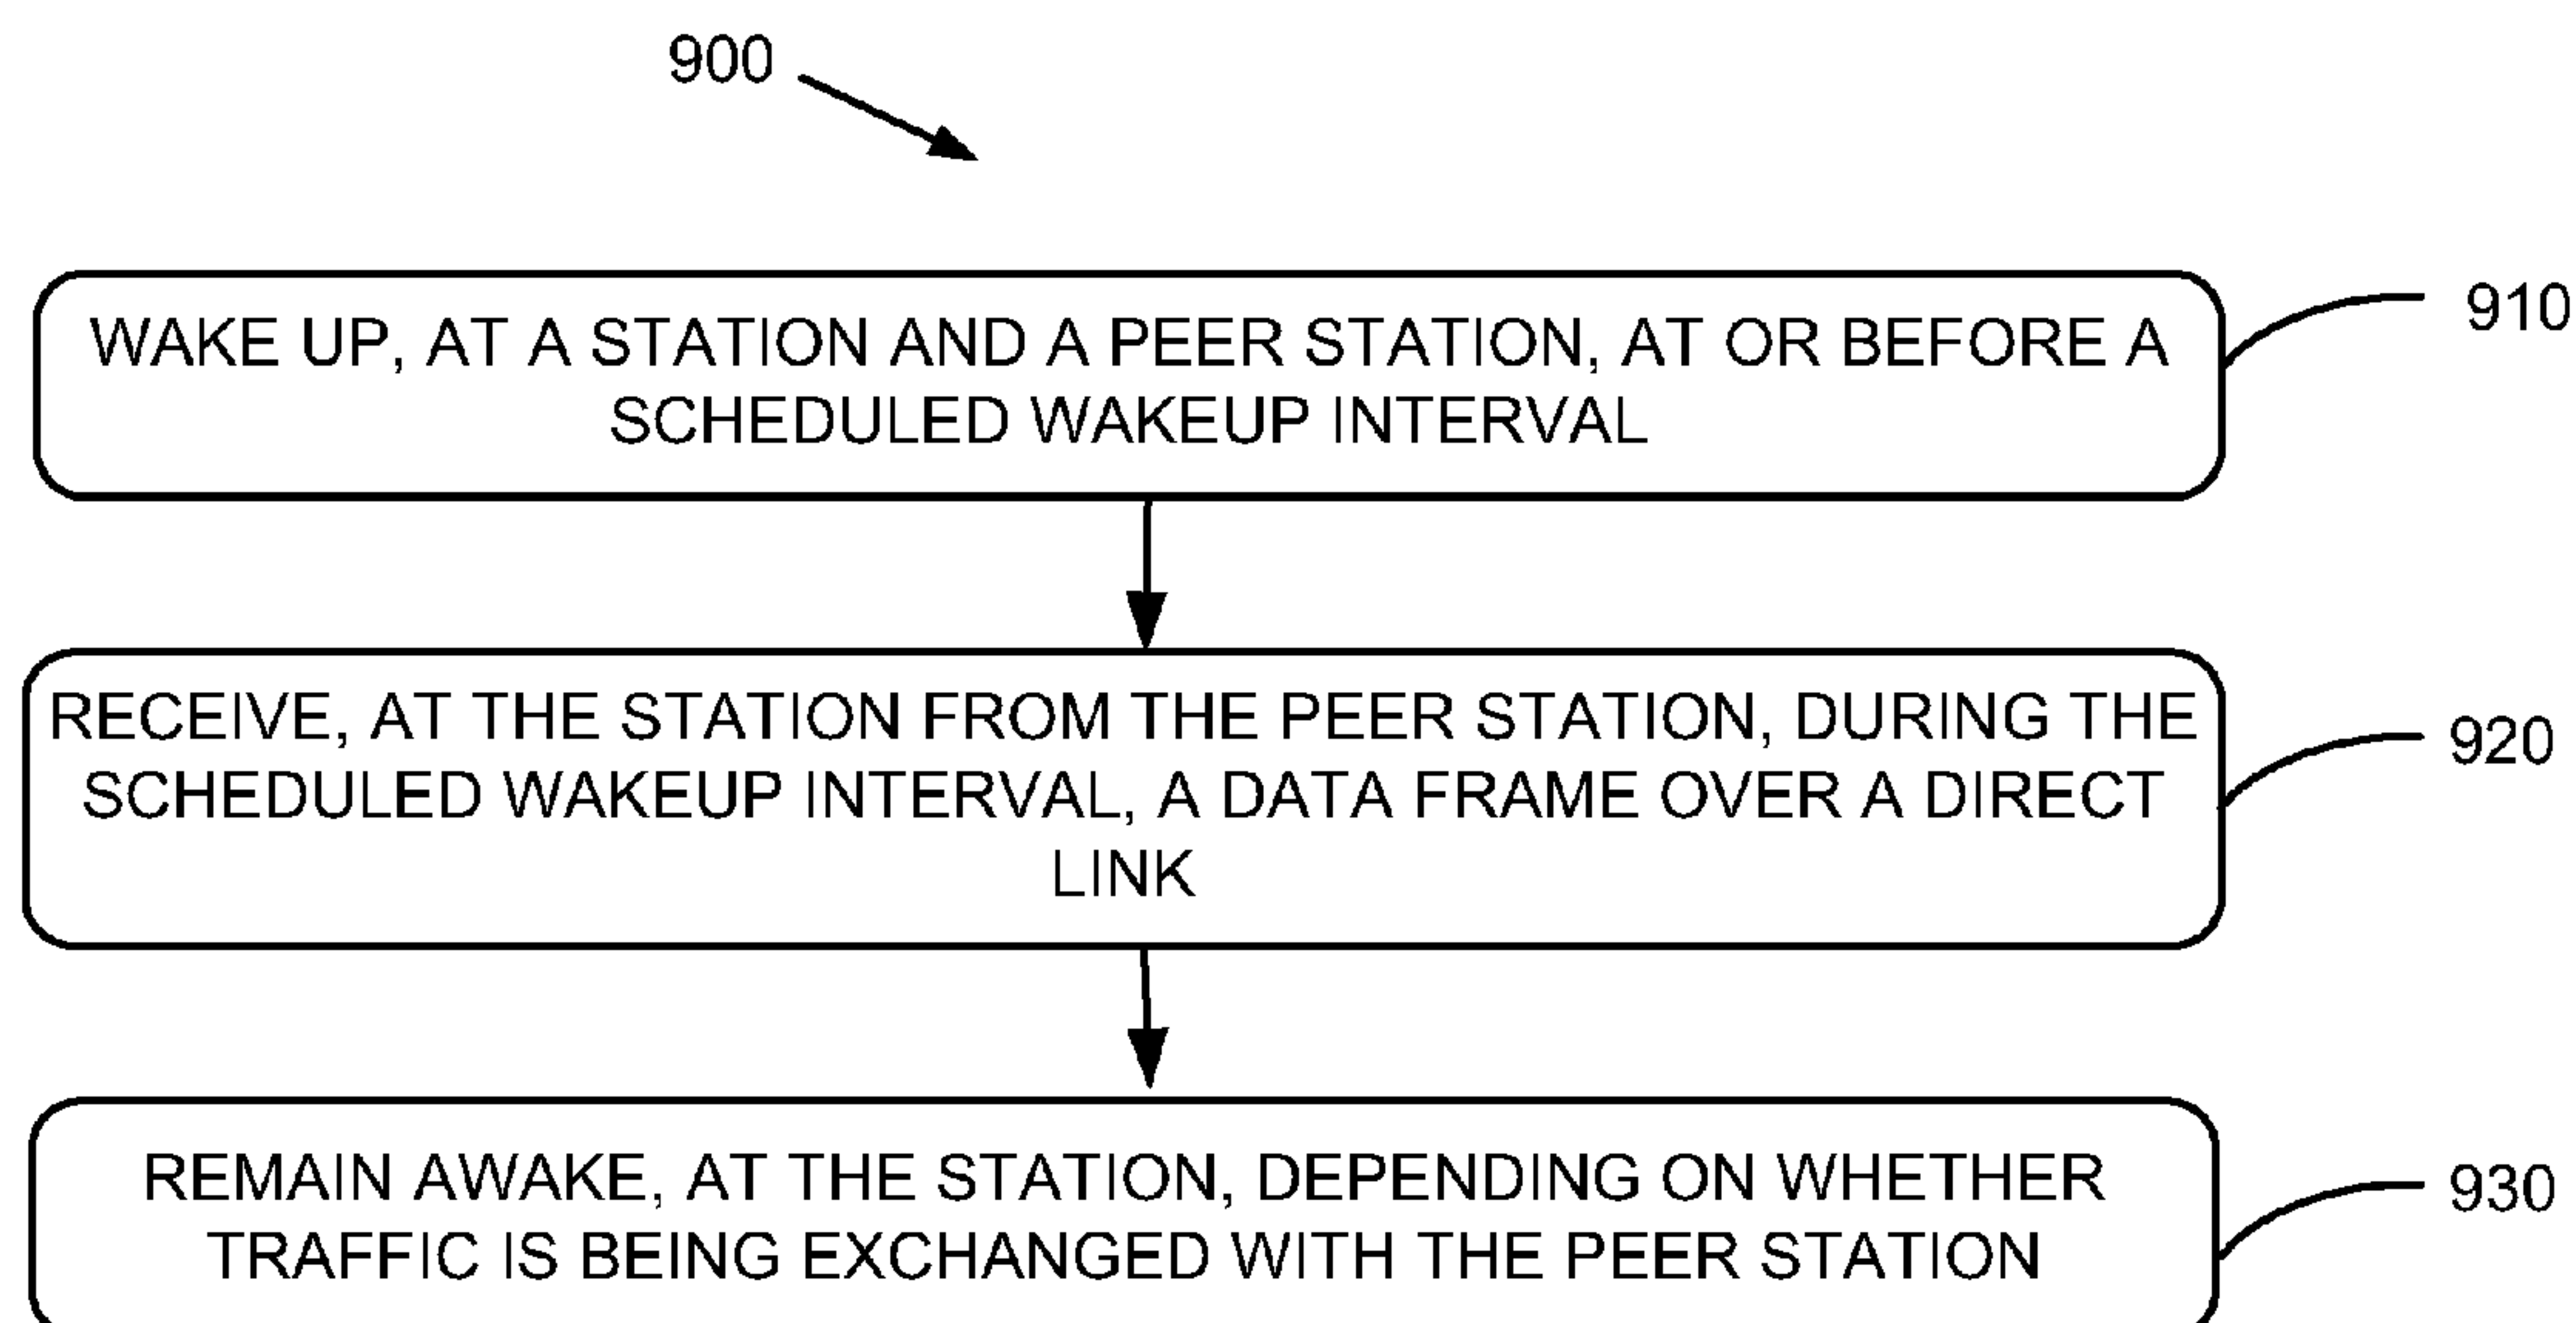 900
WAKE UP, AT A STATION AND A PEER STATION, AT OR BEFORE A
SCHEDULED WAKEUP INTERVAL
910
RECEIVE, AT THE STATION FROM THE PEER STATION, DURING THE
SCHEDULED WAKEUP INTERVAL, A DATA FRAME OVER A DIRECT
LINK
920
REMAIN AWAKE, AT THE STATION, DEPENDING ON WHETHER
TRAFFIC IS BEING EXCHANGED WITH THE PEER STATION
930